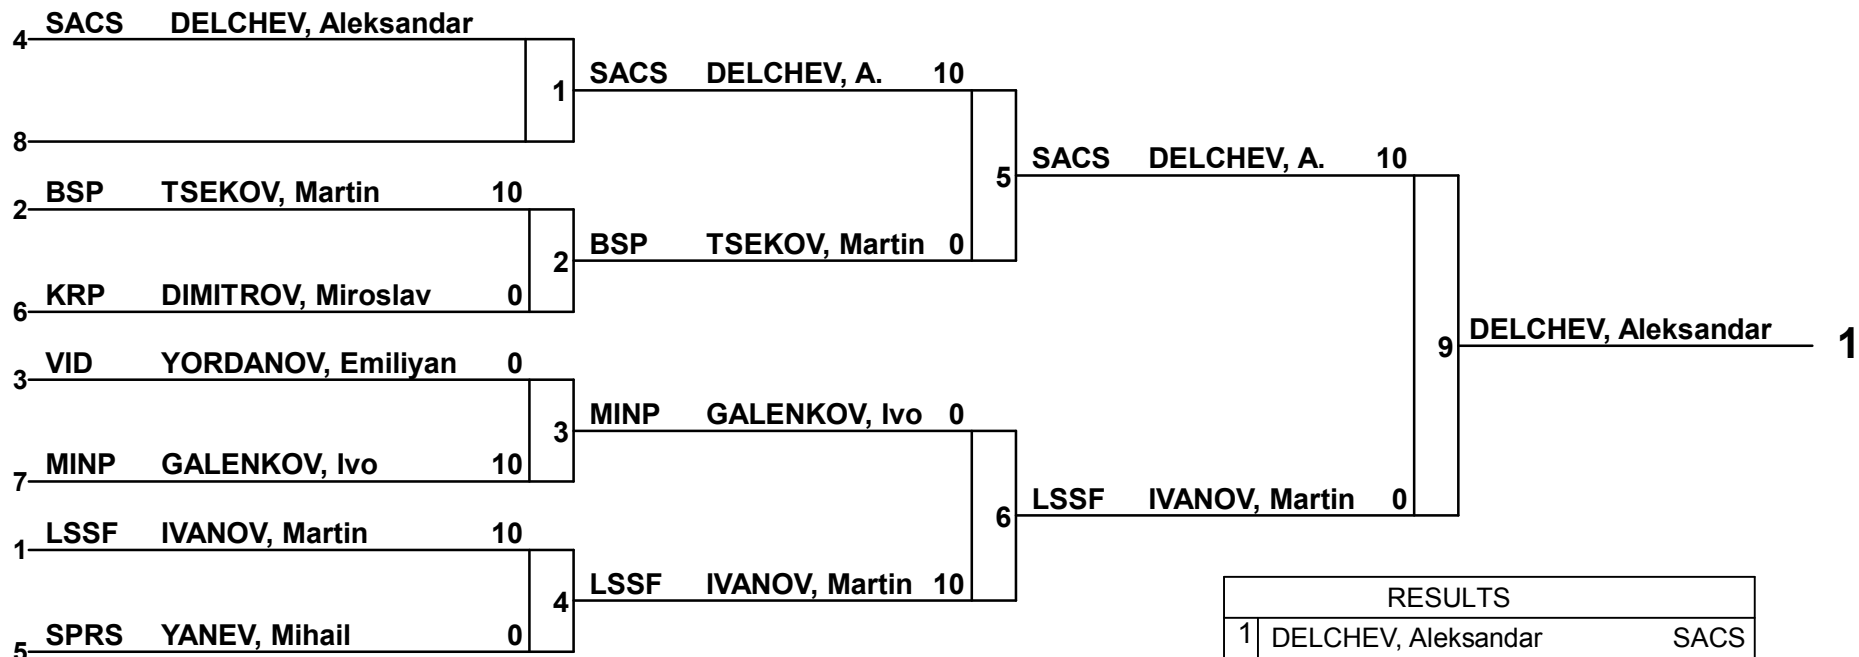 4 SACS DELCHEV, Aleksandar
1 SACS DELCHEV, A. 10
8
5 SACS DELCHEV, A. 10
2 BSP TSEKOV, Martin 10
2 BSP TSEKOV, Martin 0
6 KRP DIMITROV, Miroslav 0
9 DELCHEV, Aleksandar 1
3 VID YORDANOV, Emiliyan 0
3 MINP GALENKOV, Ivo 0
7 MINP GALENKOV, Ivo 10
6 LSSF IVANOV, Martin 0
1 LSSF IVANOV, Martin 10
4 LSSF IVANOV, Martin 10
5 SPRS YANEV, Mihail 0
RESULTS
1 DELCHEV, Aleksandar SACS